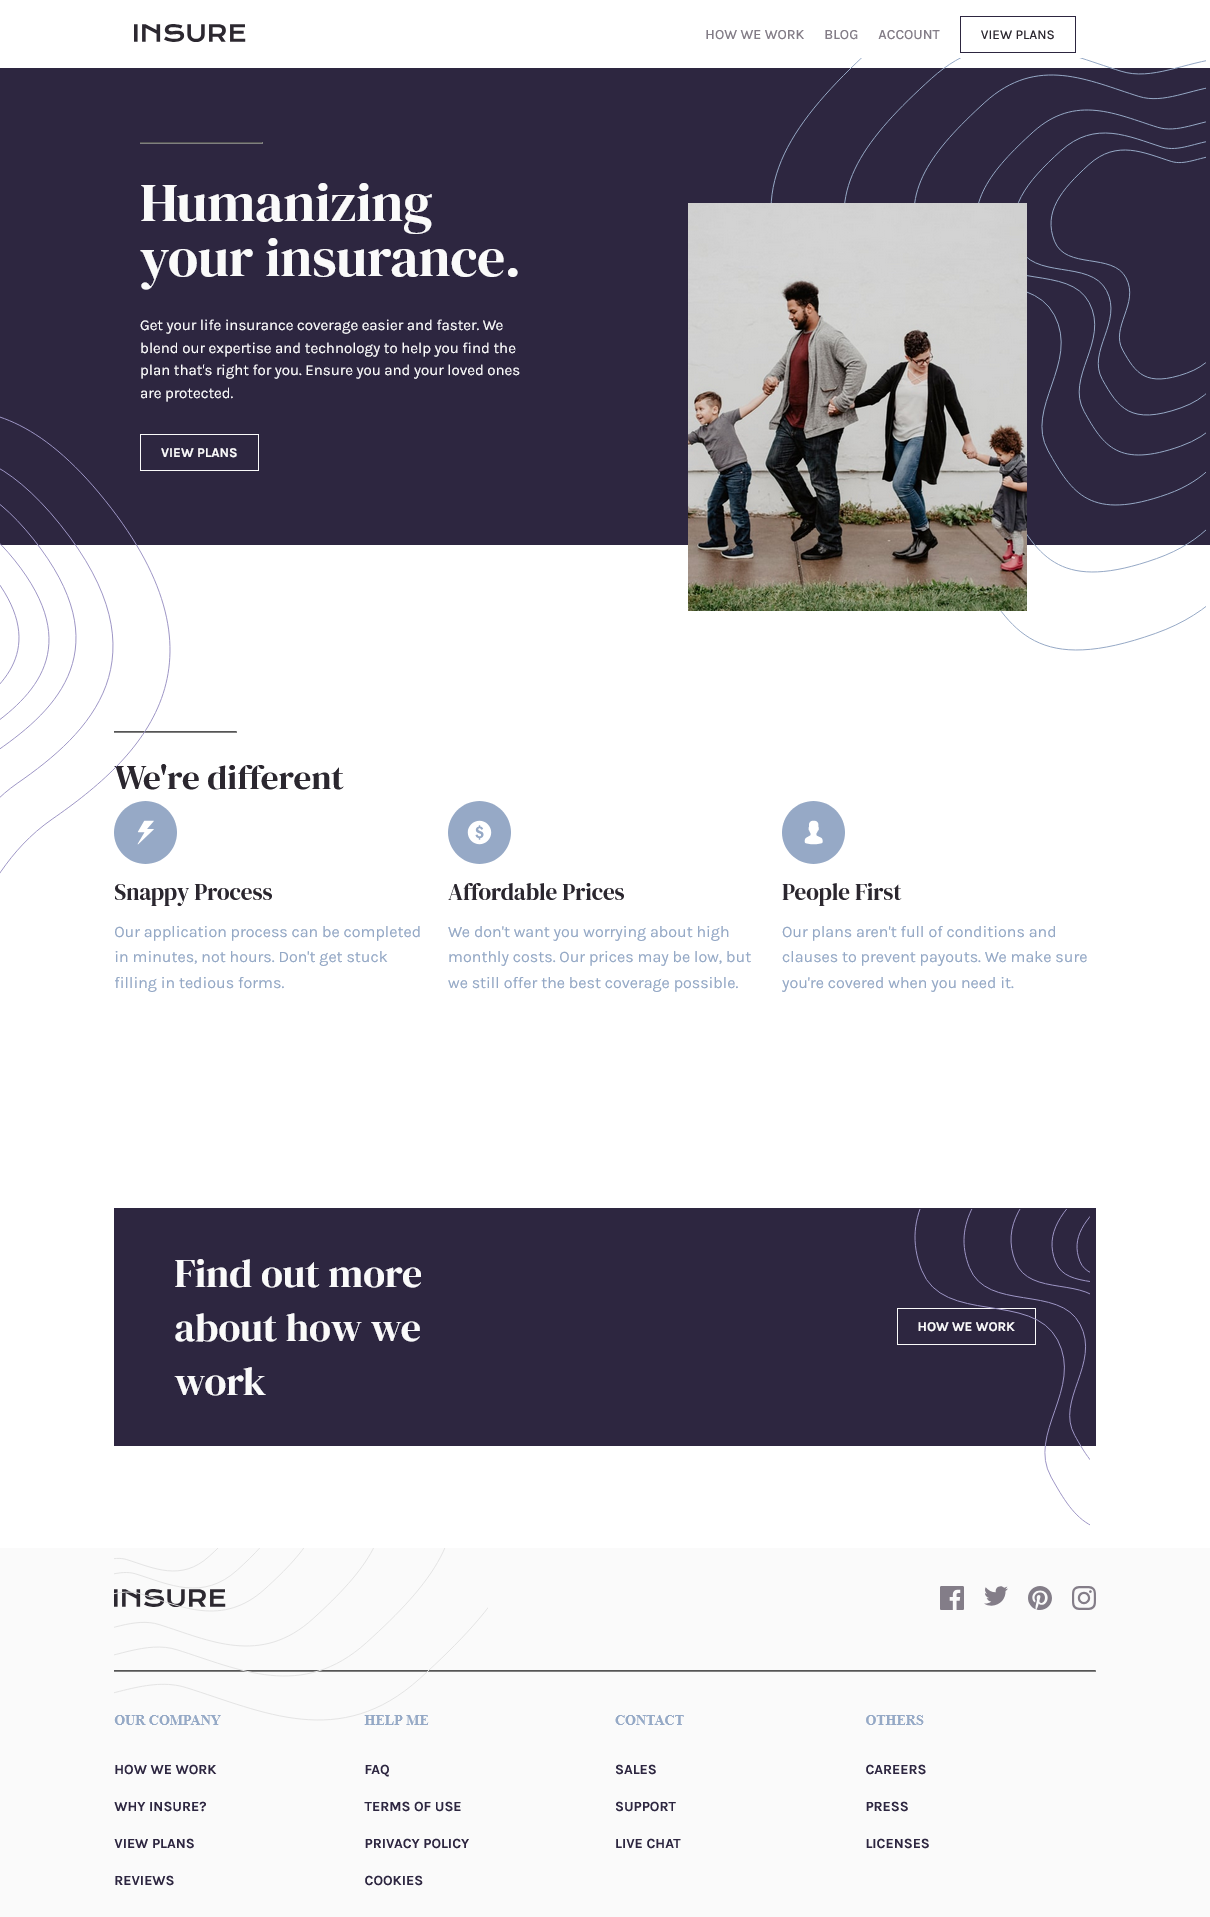 INSURE
HOW WE WORK BLOG ACCOUNT VIEW PLANS
Humanizing
your insurance.
Get your life insurance coverage easier and faster. We
blend our expertise and technology to help you find the
plan that's right for you. Ensure you and your loved ones
are protected.
VIEW PLANS
We're different
Snappy Process
Our application process can be completed
in minutes, not hours. Don't get stuck
filling in tedious forms.
Affordable Prices
We don't want you worrying about high
monthly costs. Our prices may be low, but
we still offer the best coverage possible.
People First
Our plans aren't full of conditions and
clauses to prevent payouts. We make sure
you're covered when you need it.
Find out more
about how we
work
HOW WE WORK
INSURE
OUR COMPANY
HOW WE WORK
WHY INSURE?
VIEW PLANS
REVIEWS
HELP ME
FAQ
TERMS OF USE
PRIVACY POLICY
COOKIES
CONTACT
SALES
SUPPORT
LIVE CHAT
OTHERS
CAREERS
PRESS
LICENSES